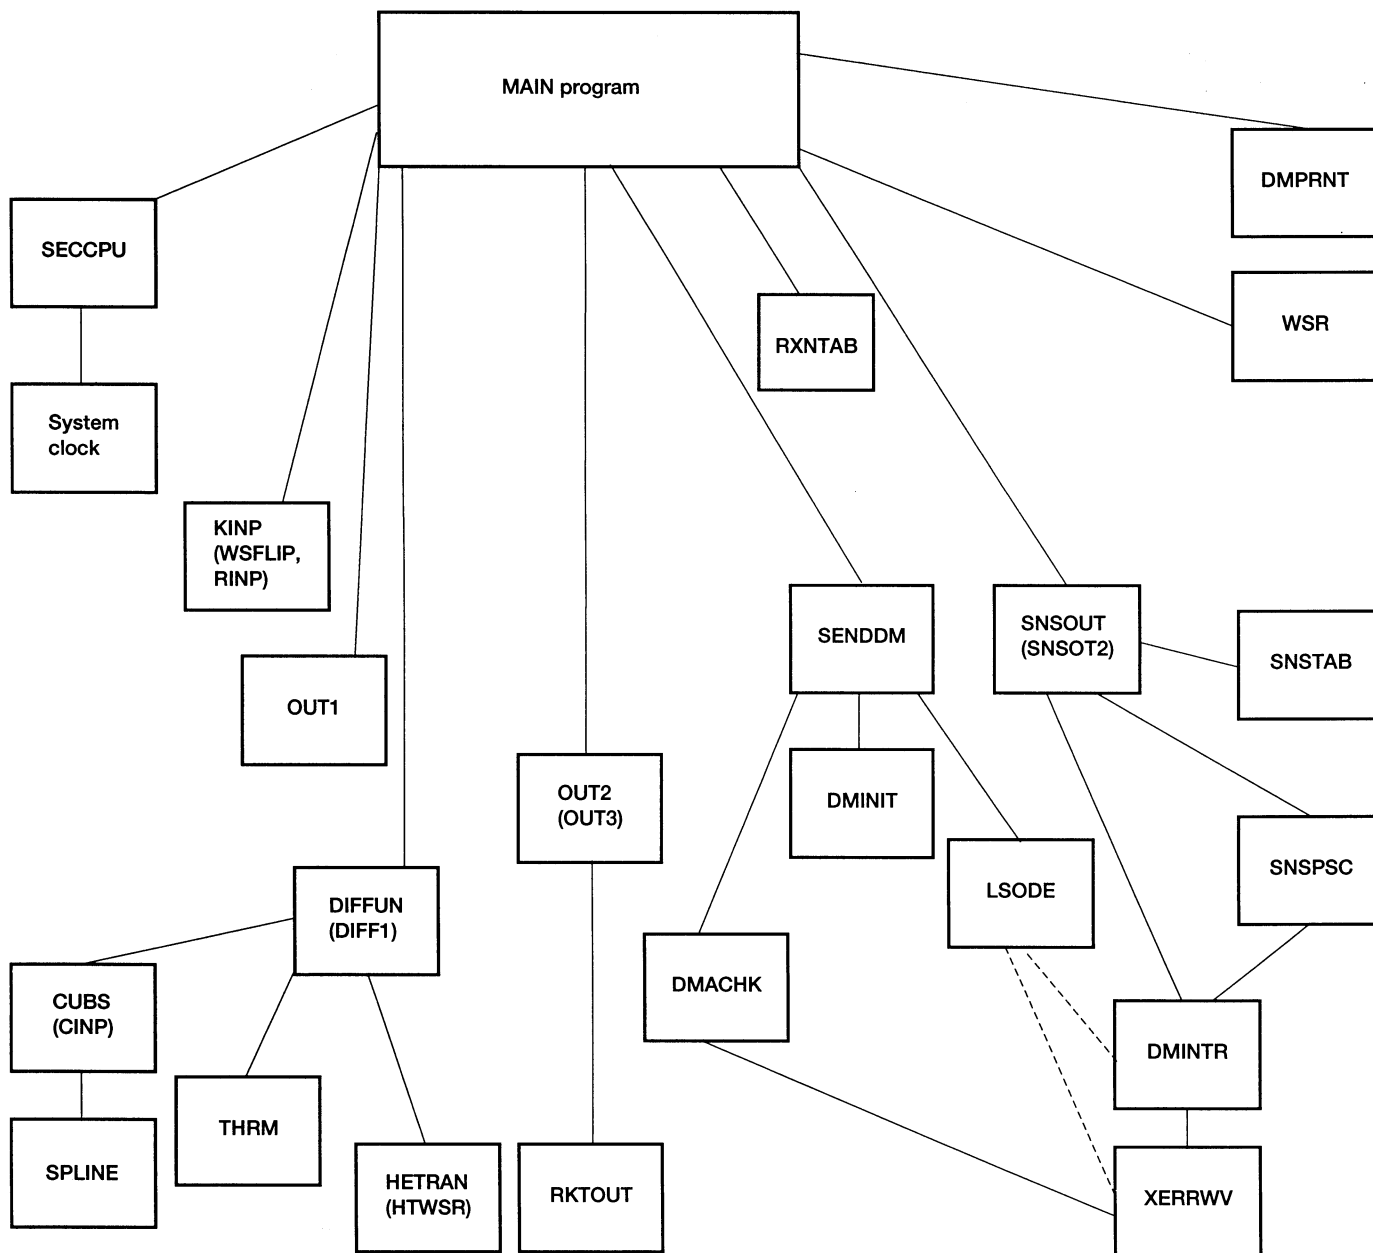 MAIN program
DMPRNT
SECCPU
WSR
RXNTAB
System
clock
KINP
(WSFLIP,
RINP)
SENDDM
SNSOUT
(SNSOT2)
SNSTAB
OUT1
OUT2
(OUT3)
DMINIT
SNSPSC
LSODE
DIFFUN
(DIFF1)
DMACHK
CUBS
(CINP)
DMINTR
THRM
SPLINE
HETRAN
(HTWSR)
RKTOUT
XERRWV